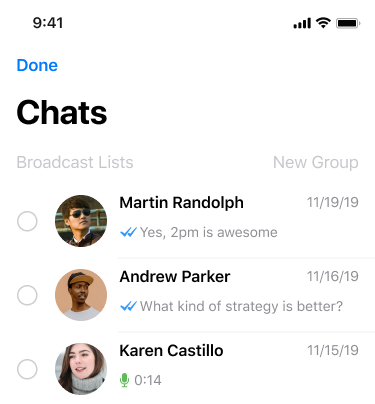 9:41
Done
Chats
Broadcast Lists New Group
Martin Randolph 11/19/19
Yes, 2pm is awesome
Andrew Parker 11/16/19
What kind of strategy is better?
Karen Castillo 11/15/19
0:14